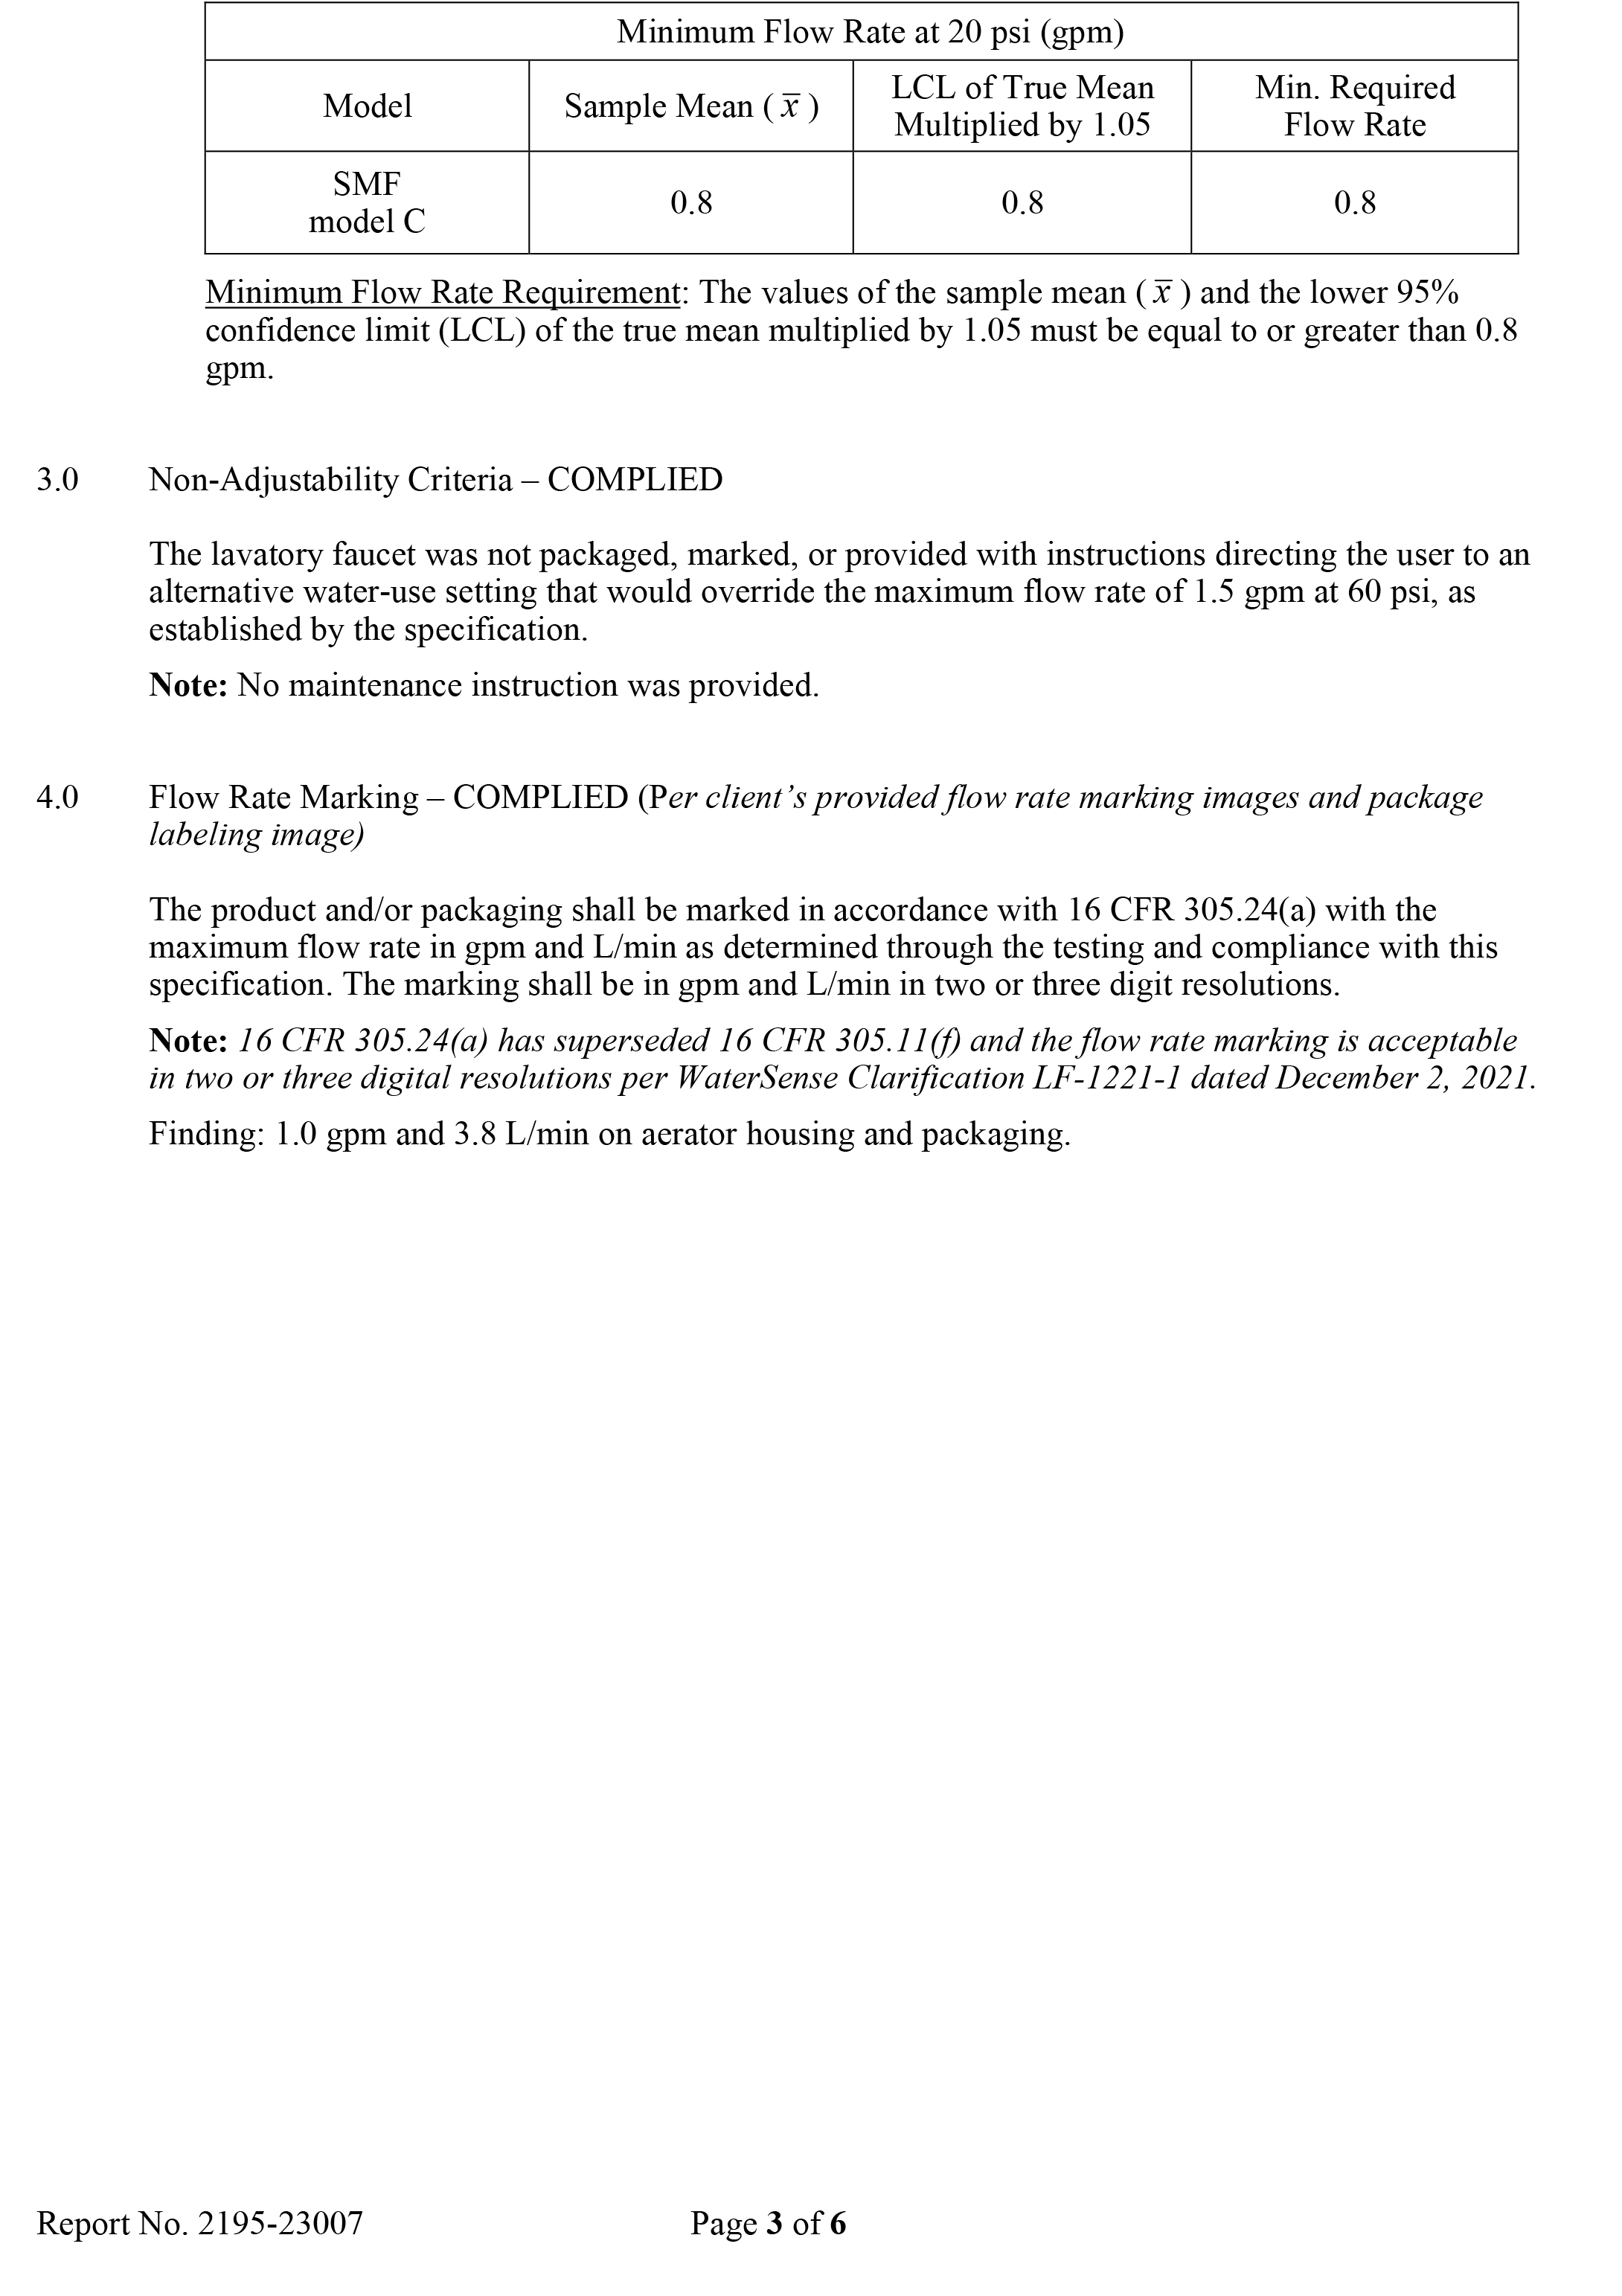 Minimum Flow Rate at 20 psi (gpm)
Model
Sample Mean ( x̅ )
LCL of True Mean
Multiplied by 1.05
Min. Required
Flow Rate
SMF
model C
0.8
0.8
0.8
Minimum Flow Rate Requirement: The values of the sample mean ( x̅ ) and the lower 95%
confidence limit (LCL) of the true mean multiplied by 1.05 must be equal to or greater than 0.8
gpm.
3.0 Non-Adjustability Criteria – COMPLIED
The lavatory faucet was not packaged, marked, or provided with instructions directing the user to an
alternative water-use setting that would override the maximum flow rate of 1.5 gpm at 60 psi, as
established by the specification.
Note: No maintenance instruction was provided.
4.0 Flow Rate Marking – COMPLIED (Per client’s provided flow rate marking images and package
labeling image)
The product and/or packaging shall be marked in accordance with 16 CFR 305.24(a) with the
maximum flow rate in gpm and L/min as determined through the testing and compliance with this
specification. The marking shall be in gpm and L/min in two or three digit resolutions.
Note: 16 CFR 305.24(a) has superseded 16 CFR 305.11(f) and the flow rate marking is acceptable
in two or three digital resolutions per WaterSense Clarification LF-1221-1 dated December 2, 2021.
Finding: 1.0 gpm and 3.8 L/min on aerator housing and packaging.
Report No. 2195-23007 Page 3 of 6